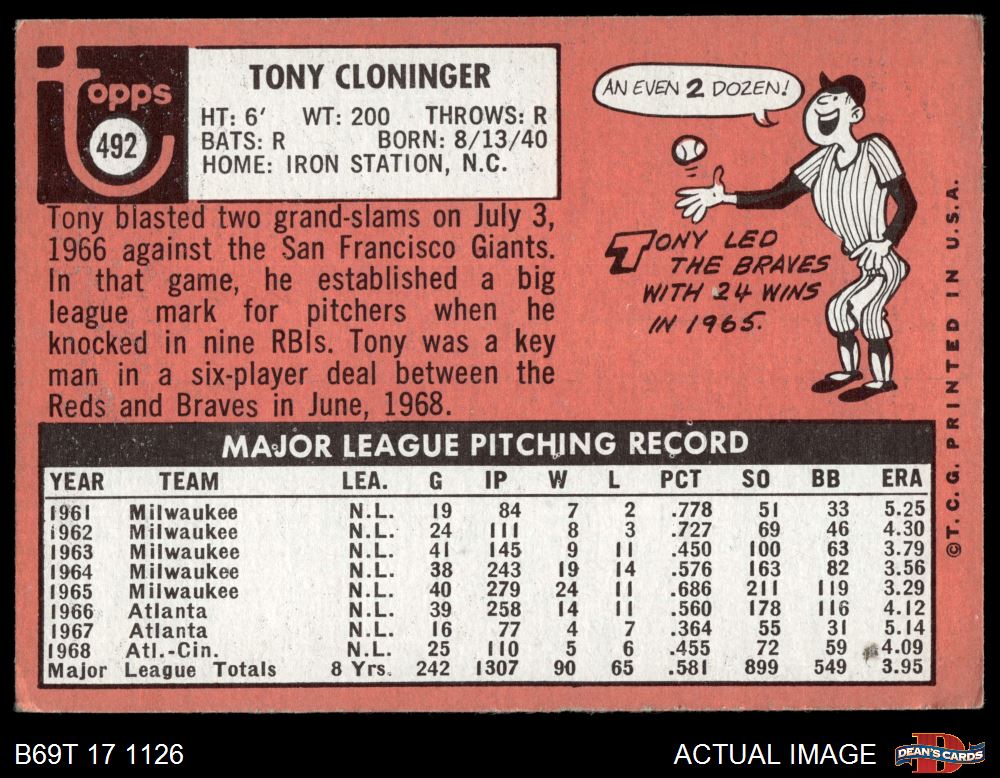 Topps
492
TONY CLONINGER
HT: 6' WT: 200 THROWS: R
BATS: R BORN: 8/13/40
HOME: IRON STATION, N.C.
Tony blasted two grand-slams on July 3,
1966 against the San Francisco Giants.
In that game, he established a big
league mark for pitchers when he
knocked in nine RBIs. Tony was a key
man in a six-player deal between the
Reds and Braves in June, 1968.
AN EVEN 2 DOZEN!
TONY LED
THE BRAVES
WITH 24 WINS
IN 1965.
©T.C.G. PRINTED IN U.S.A.
MAJOR LEAGUE PITCHING RECORD
YEAR TEAM LEA. G IP W L PCT SO BB ERA
1961 Milwaukee N.L. 19 84 7 2 .778 51 33 5.25
1962 Milwaukee N.L. 24 111 8 3 .727 69 46 4.30
1963 Milwaukee N.L. 41 145 9 11 .450 100 63 3.79
1964 Milwaukee N.L. 38 243 19 14 .576 163 82 3.56
1965 Milwaukee N.L. 40 279 24 11 .686 211 119 3.29
1966 Atlanta N.L. 39 258 14 11 .560 178 116 4.12
1967 Atlanta N.L. 16 77 4 7 .364 55 31 5.14
1968 Atl.-Cin. N.L. 25 110 5 6 .455 72 59 4.09
Major League Totals 8 Yrs. 242 1307 90 65 .581 899 549 3.95
B69T 17 1126
ACTUAL IMAGE
D
DEAN'S CARDS